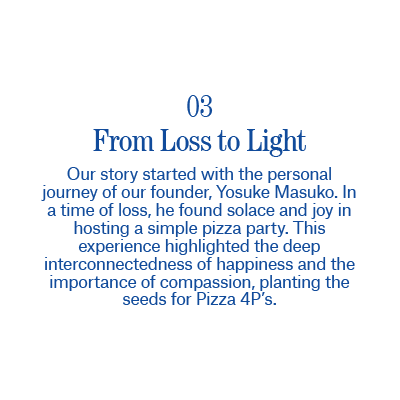 03
From Loss to Light
Our story started with the personal
journey of our founder, Yosuke Masuko. In
a time of loss, he found solace and joy in
hosting a simple pizza party. This
experience highlighted the deep
interconnectedness of happiness and the
importance of compassion, planting the
seeds for Pizza 4P's.